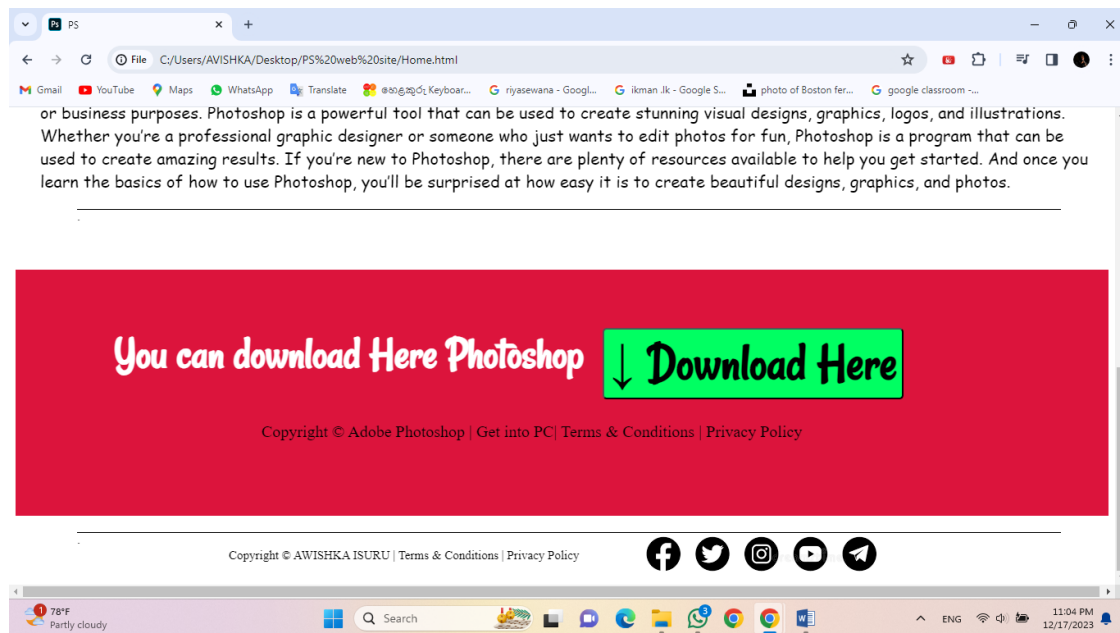 PS
File C:/Users/AVISHKA/Desktop/PS%20web%20site/Home.html
Gmail YouTube Maps WhatsApp Translate හෙළකුරු Keyboar... riyasewana - Googl... ikman .lk - Google S... photo of Boston fer... google classroom -...
or business purposes. Photoshop is a powerful tool that can be used to create stunning visual designs, graphics, logos, and illustrations.
Whether you’re a professional graphic designer or someone who just wants to edit photos for fun, Photoshop is a program that can be
used to create amazing results. If you’re new to Photoshop, there are plenty of resources available to help you get started. And once you
learn the basics of how to use Photoshop, you’ll be surprised at how easy it is to create beautiful designs, graphics, and photos.
You can download Here Photoshop ↓ Download Here
Copyright © Adobe Photoshop | Get into PC| Terms & Conditions | Privacy Policy
Copyright © AWISHKA ISURU | Terms & Conditions | Privacy Policy
1 78°F Search 3 ENG 11:04 PM
Partly cloudy 12/17/2023